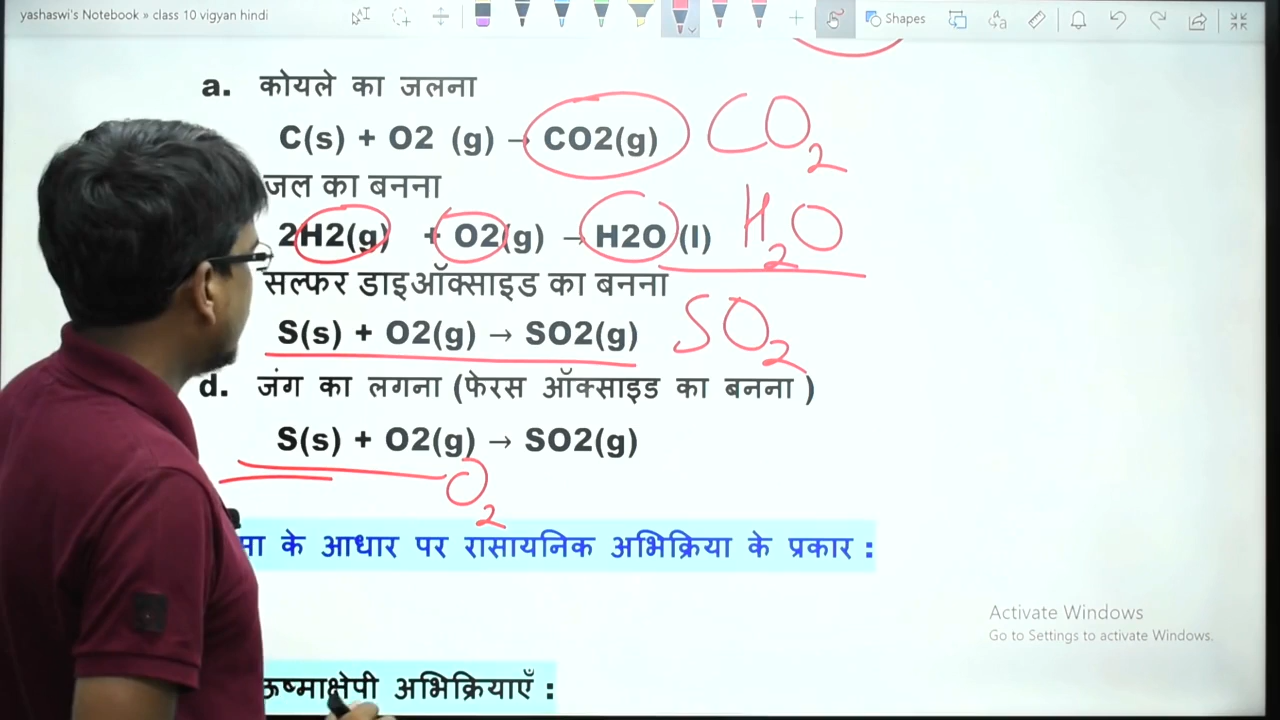 yashaswi's Notebook » class 10 vigyan hindi
Shapes
a. कोयले का जलना
C(s) + O2 (g) → CO2(g) CO2
जल का बनना
2H2(g) + O2(g) → H2O (l) H2O
सल्फर डाइऑक्साइड का बनना
S(s) + O2(g) → SO2(g) SO2
d. जंग का लगना (फेरस ऑक्साइड का बनना )
S(s) + O2(g) → SO2(g)
O2
के आधार पर रासायनिक अभिक्रिया के प्रकार :
Activate Windows
Go to Settings to activate Windows.
ऊष्माक्षेपी अभिक्रियाएँ :